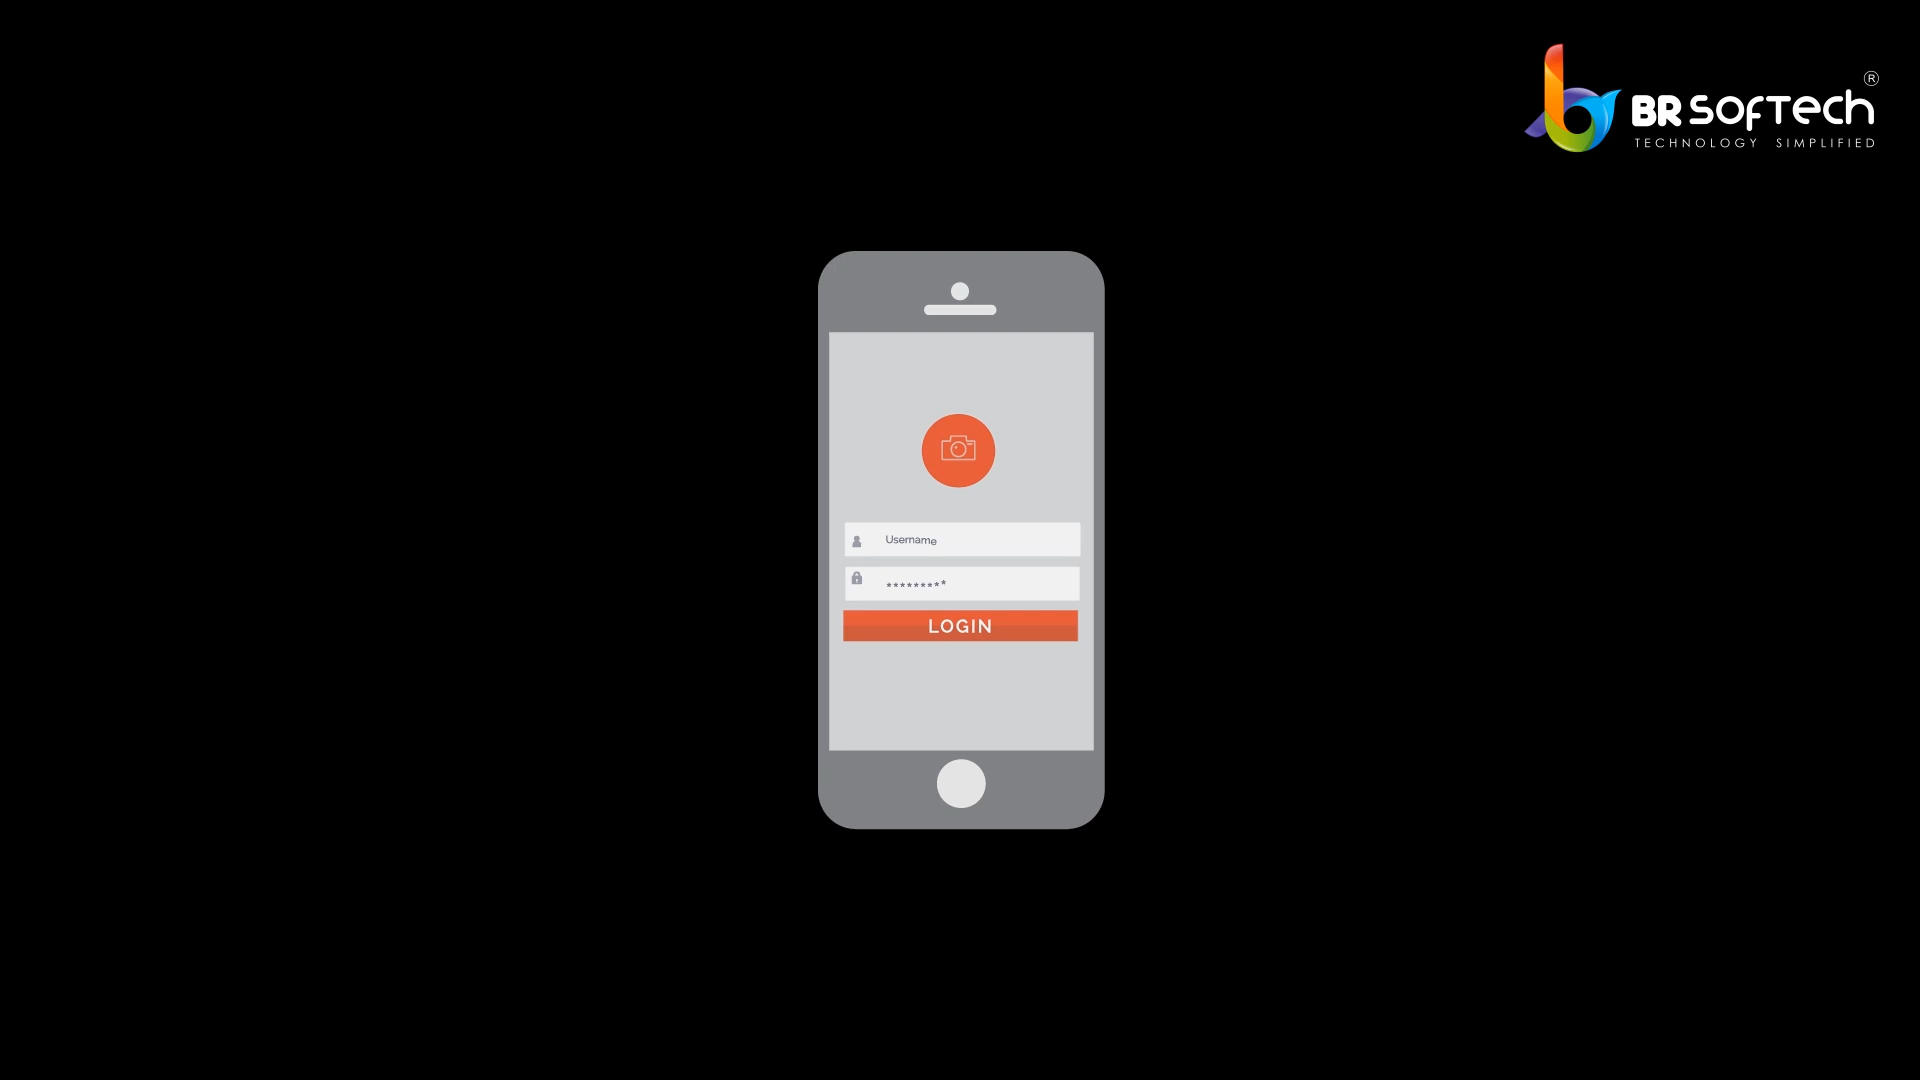 ®
BR SOFTech
TECHNOLOGY SIMPLIFIED
Username
*********
LOGIN